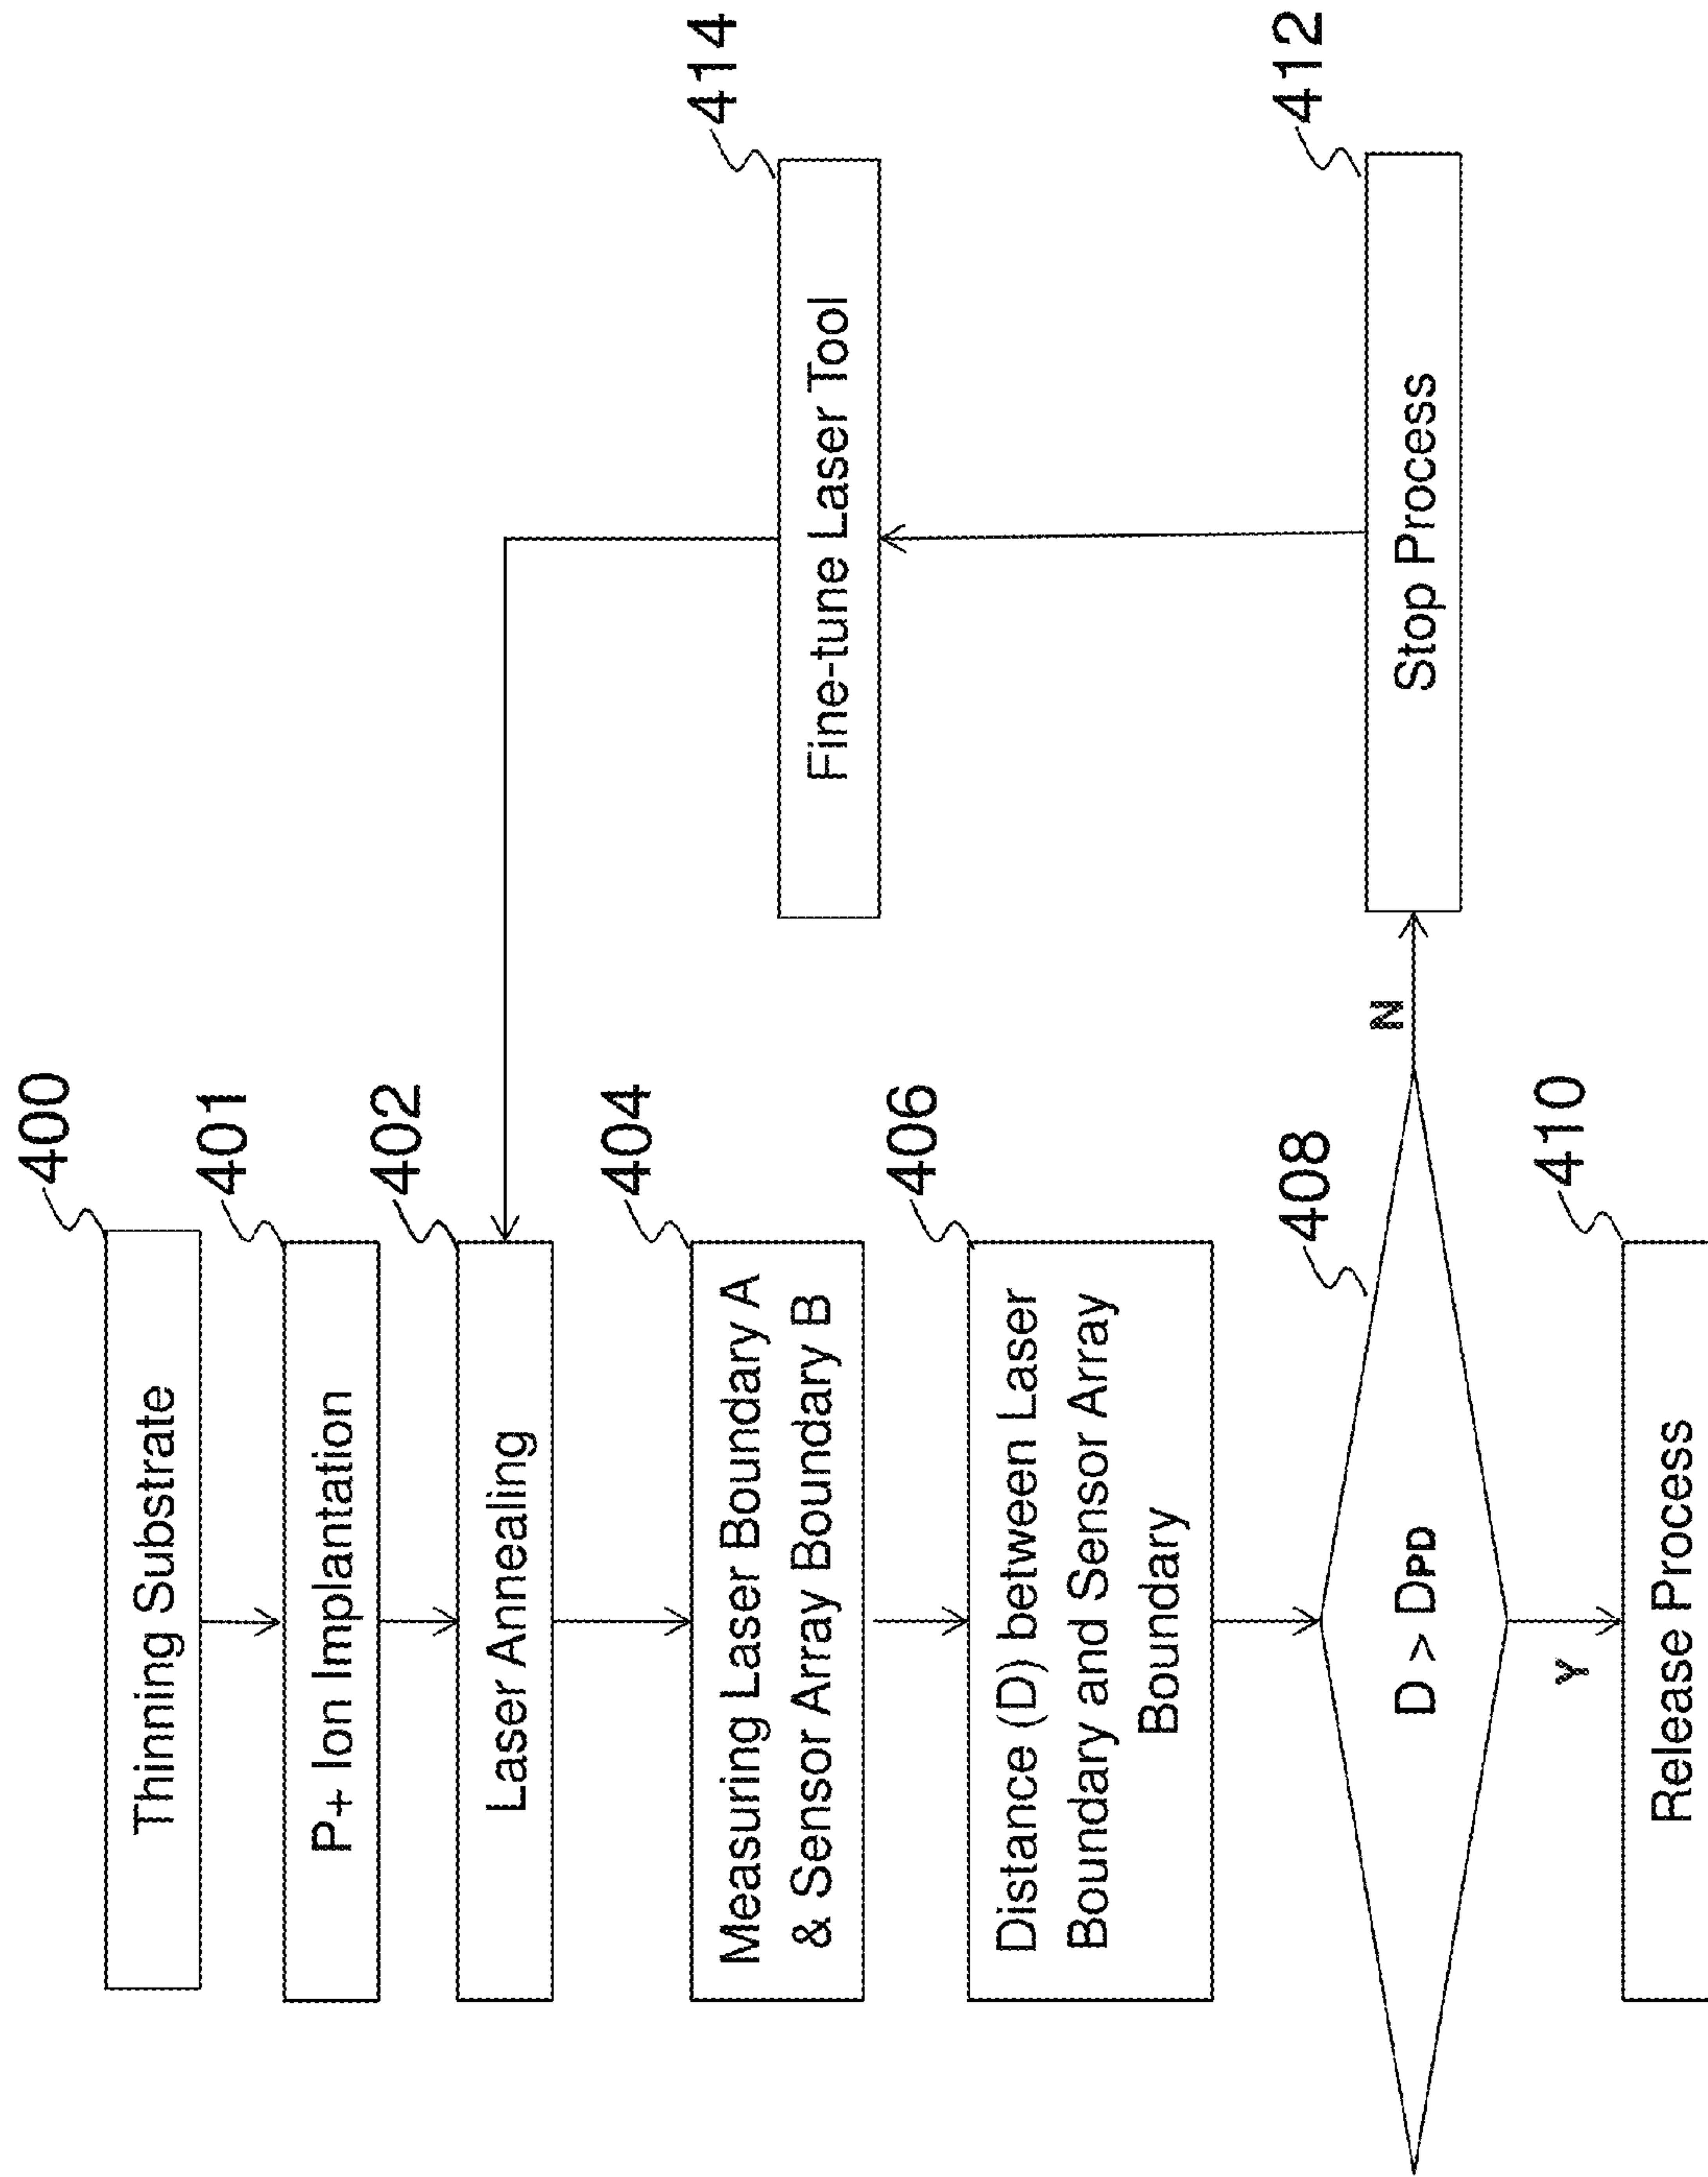 400
Thinning Substrate
401
P+ Ion Implantation
402
Laser Annealing
404
Measuring Laser Boundary A
& Sensor Array Boundary B
406
Distance (D) between Laser
Boundary and Sensor Array
Boundary
408
D > DPD
N
Y
410
Release Process
412
Stop Process
414
Fine-tune Laser Tool